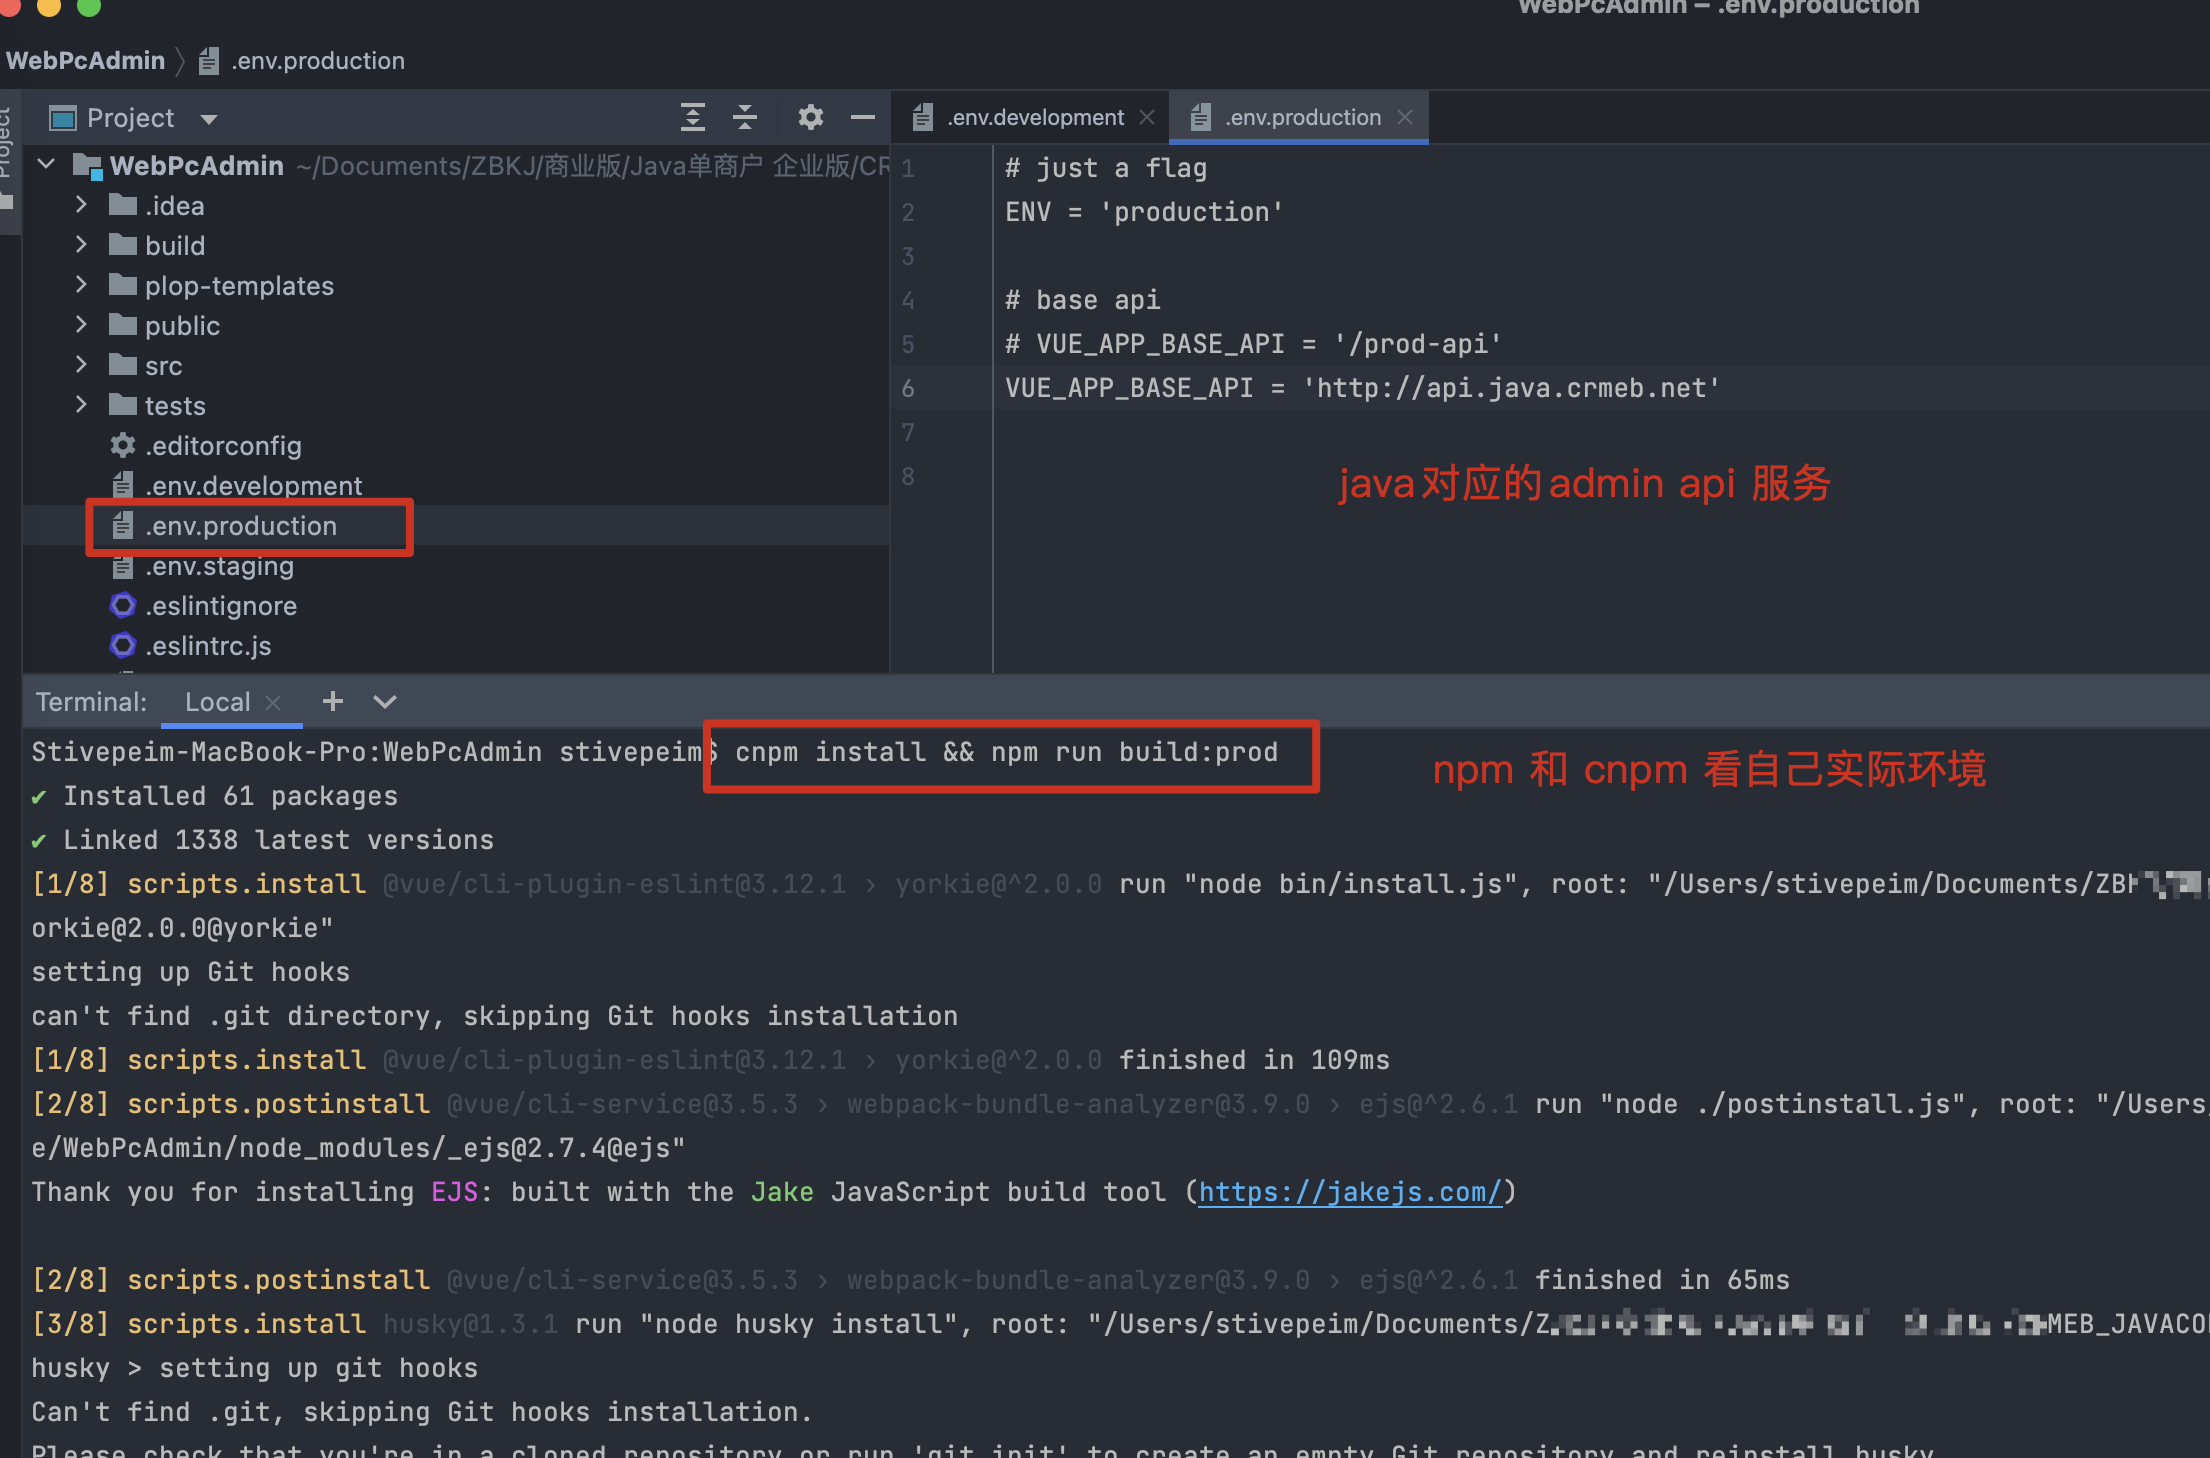 WebPcAdmin – .env.production
WebPcAdmin
.env.production
Project
Project
.env.development
.env.production
WebPcAdmin ~/Documents/ZBKJ/商业版/Java单商户 企业版/CR
.idea
build
plop-templates
public
src
tests
.editorconfig
.env.development
.env.production
.env.staging
.eslintignore
.eslintrc.js
1 # just a flag
2 ENV = 'production'
3
4 # base api
5 # VUE_APP_BASE_API = '/prod-api'
6 VUE_APP_BASE_API = 'http://api.java.crmeb.net'
7
8
java对应的admin api 服务
Terminal:
Local
Stivepeim-MacBook-Pro:WebPcAdmin stivepeim$ cnpm install && npm run build:prod
npm 和 cnpm 看自己实际环境
✔ Installed 61 packages
✔ Linked 1338 latest versions
[1/8] scripts.install @vue/cli-plugin-eslint@3.12.1 › yorkie@^2.0.0 run "node bin/install.js", root: "/Users/stivepeim/Documents/ZB
orkie@2.0.0@yorkie"
setting up Git hooks
can't find .git directory, skipping Git hooks installation
[1/8] scripts.install @vue/cli-plugin-eslint@3.12.1 › yorkie@^2.0.0 finished in 109ms
[2/8] scripts.postinstall @vue/cli-service@3.5.3 › webpack-bundle-analyzer@3.9.0 › ejs@^2.6.1 run "node ./postinstall.js", root: "/Users
e/WebPcAdmin/node_modules/_ejs@2.7.4@ejs"
Thank you for installing EJS: built with the Jake JavaScript build tool (https://jakejs.com/)
[2/8] scripts.postinstall @vue/cli-service@3.5.3 › webpack-bundle-analyzer@3.9.0 › ejs@^2.6.1 finished in 65ms
[3/8] scripts.install husky@1.3.1 run "node husky install", root: "/Users/stivepeim/Documents/Z MEB_JAVACO
husky > setting up git hooks
Can't find .git, skipping Git hooks installation.
Please check that you're in a cloned repository or run 'git init' to create an empty Git repository and reinstall husky